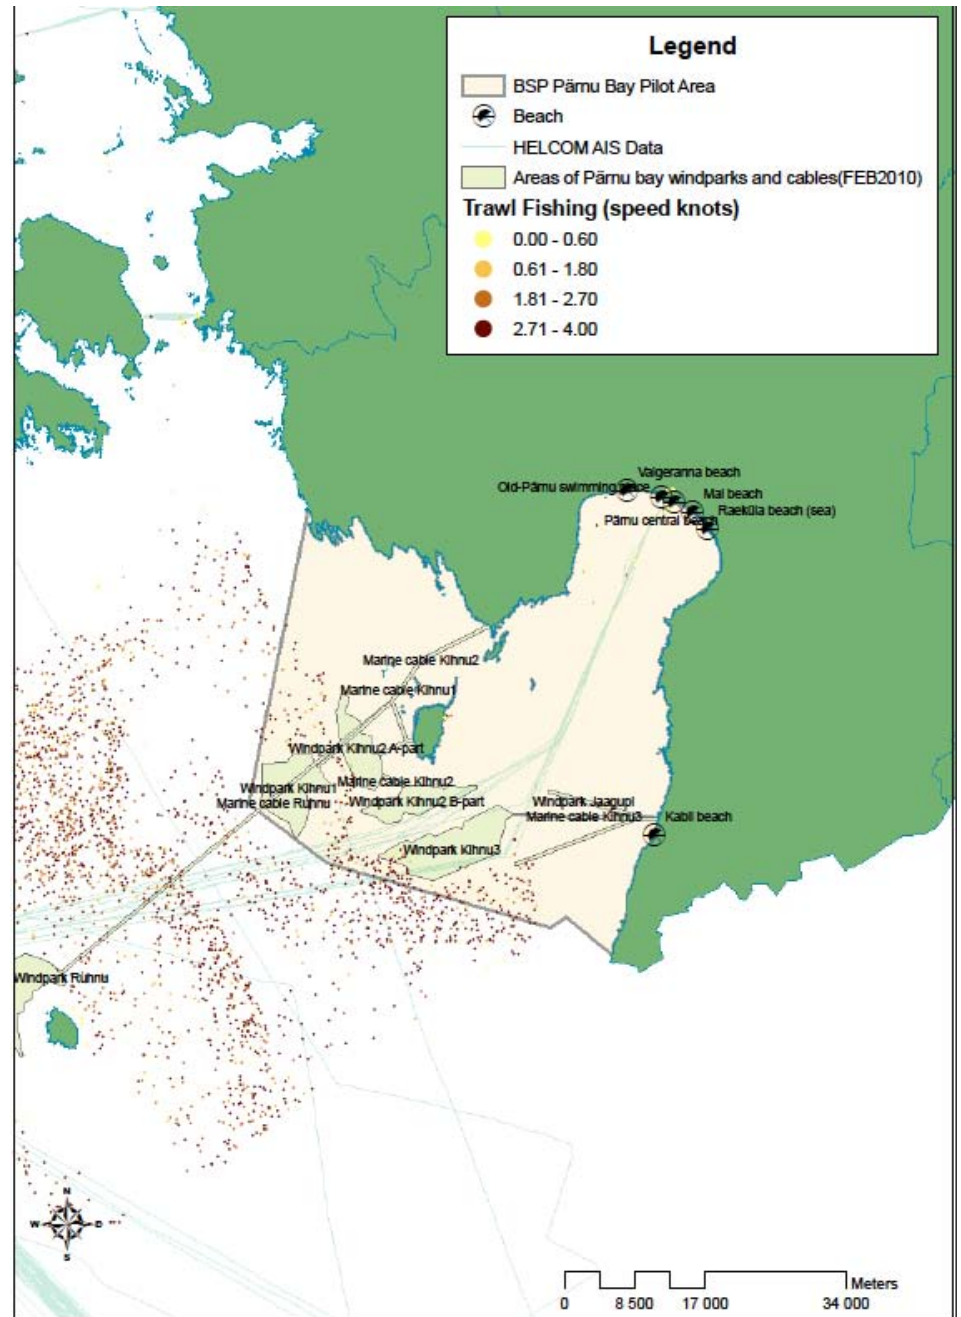 Legend
BSP Pärnu Bay Pilot Area
Beach
HELCOM AIS Data
Areas of Pärnu bay windparks and cables(FEB2010)
Trawl Fishing (speed knots)
0.00 - 0.60
0.61 - 1.80
1.81 - 2.70
2.71 - 4.00
Valgeranna beach
Old-Pärnu swimming place
Mai beach
Raeküla beach (sea)
Pärnu central beach
Marine cable Kihnu2
Marine cable Kihnu1
Windpark Kihnu2 A-part
Marine cable Kihnu2
Windpark Kihnu1
Marine cable Ruhnu
Windpark Kihnu2 B-part
Windpark Jaagupi
Marine cable Kihnu3
Kabli beach
Windpark Kihnu3
Windpark Ruhnu
N
W
S
Meters
0
8 500
17 000
34 000